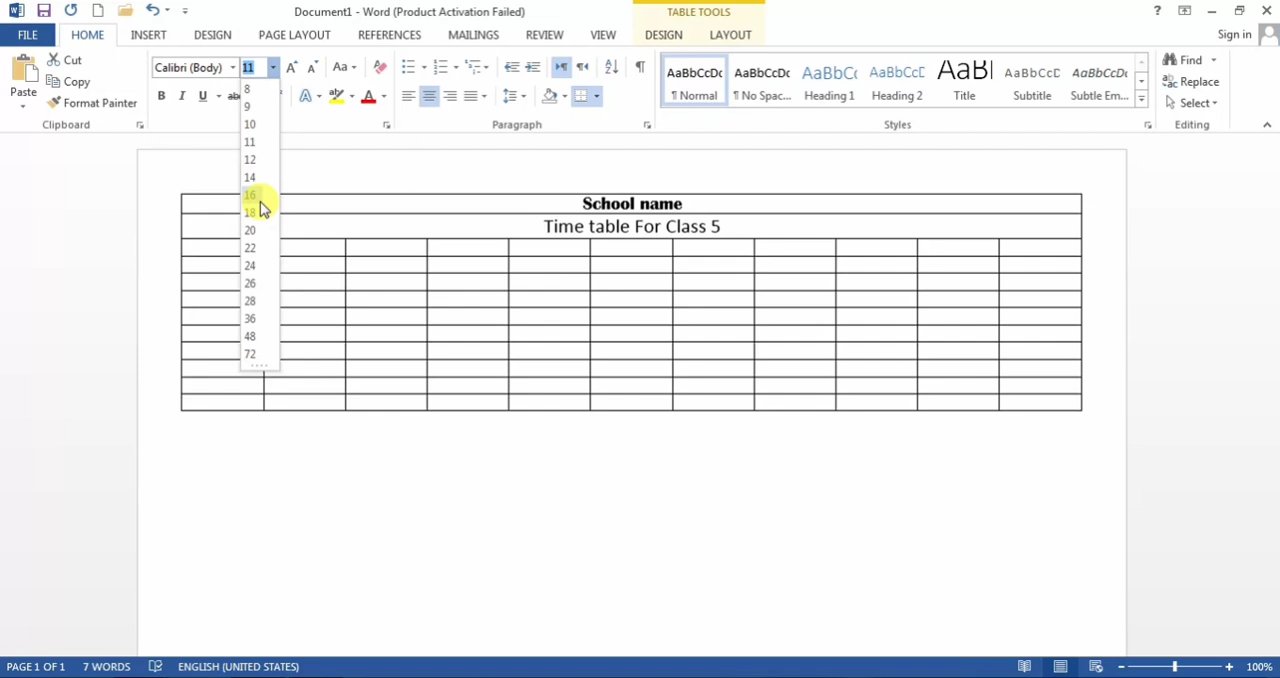 Document1 - Word (Product Activation Failed)
TABLE TOOLS
?
FILE
HOME
INSERT
DESIGN
PAGE LAYOUT
REFERENCES
MAILINGS
REVIEW
VIEW
DESIGN
LAYOUT
Sign in
Paste
Cut
Copy
Format Painter
Clipboard
Calibri (Body)
11
Aa
B I U abc
A
A
8
9
10
11
12
14
16
18
20
22
24
26
28
36
48
72
Paragraph
AaBbCcDc
¶ Normal
AaBbCcDc
¶ No Spac...
AaBbCc
Heading 1
AaBbCcD
Heading 2
AaBl
Title
AaBbCcD
Subtitle
AaBbCcDc
Subtle Em...
Styles
Find
Replace
Select
Editing
School name
Time table For Class 5
PAGE 1 OF 1
7 WORDS
ENGLISH (UNITED STATES)
100%